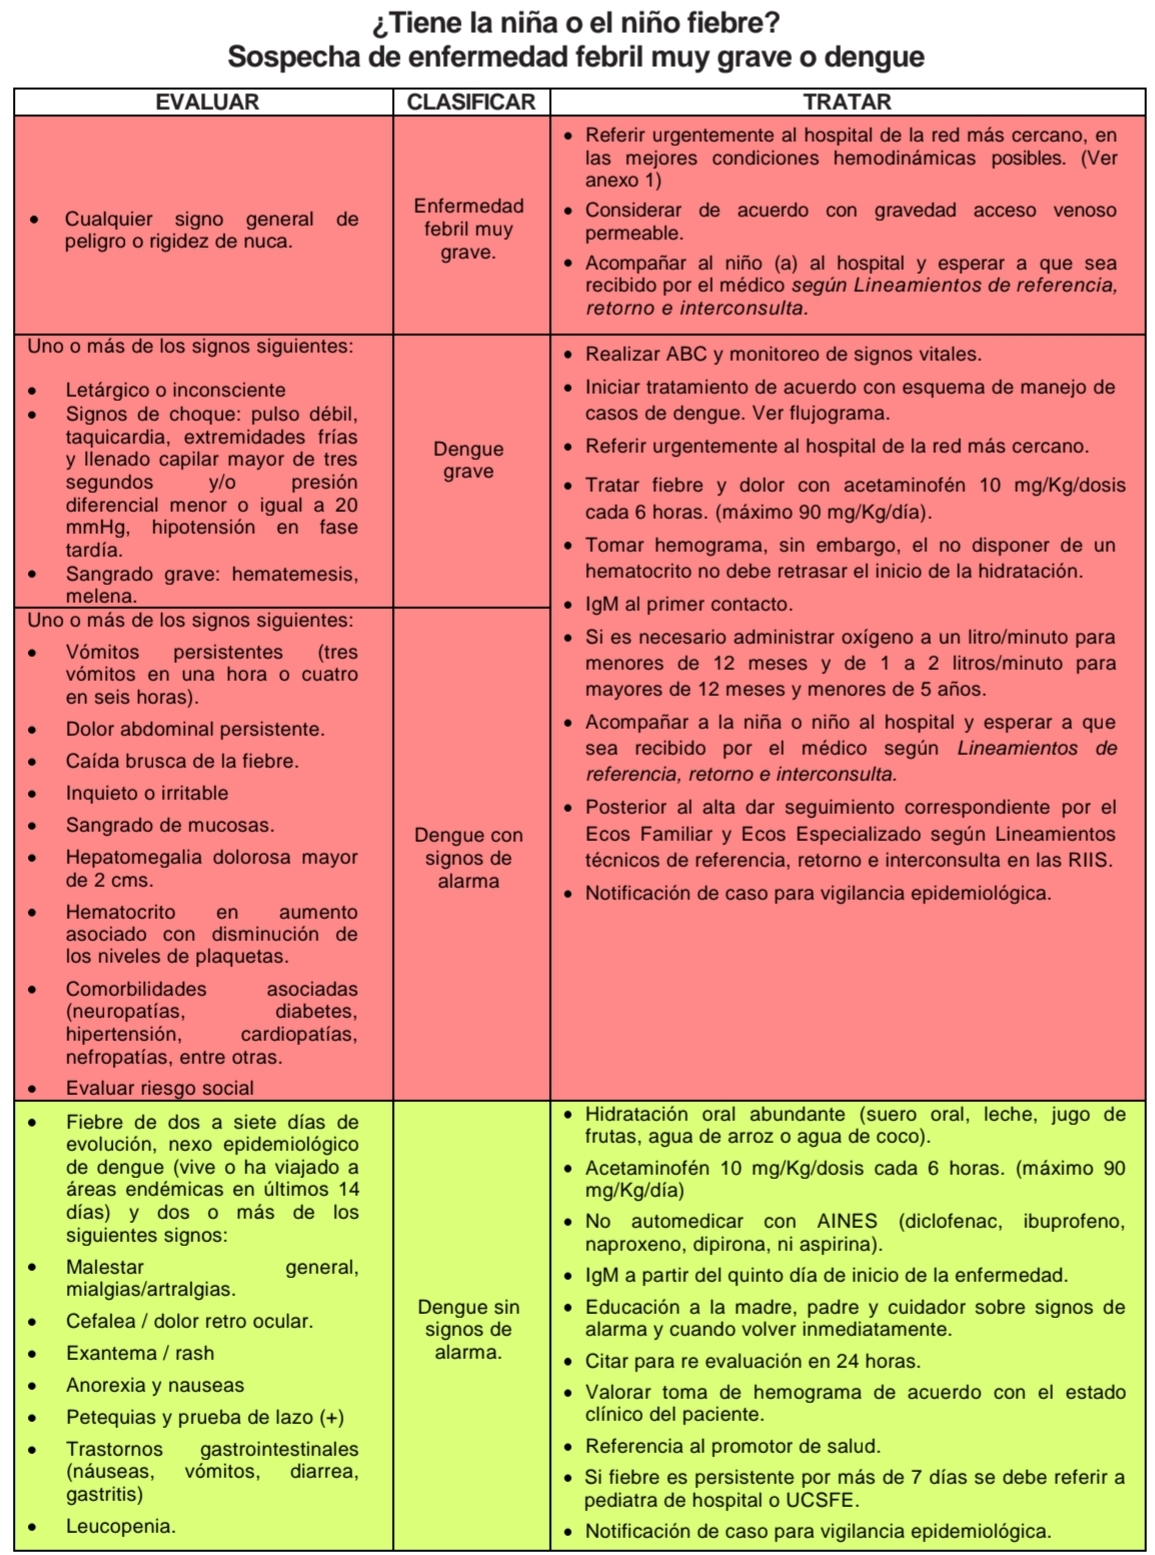 ¿Tiene la niña o el niño fiebre?
Sospecha de enfermedad febril muy grave o dengue
EVALUAR
CLASIFICAR
TRATAR
• Cualquier signo general de
peligro o rigidez de nuca.
Enfermedad
febril muy
grave.
• Referir urgentemente al hospital de la red más cercano, en
las mejores condiciones hemodinámicas posibles. (Ver
anexo 1)
• Considerar de acuerdo con gravedad acceso venoso
permeable.
• Acompañar al niño (a) al hospital y esperar a que sea
recibido por el médico según Lineamientos de referencia,
retorno e interconsulta.
Uno o más de los signos siguientes:
• Letárgico o inconsciente
• Signos de choque: pulso débil,
taquicardia, extremidades frías
y llenado capilar mayor de tres
segundos y/o presión
diferencial menor o igual a 20
mmHg, hipotensión en fase
tardía.
• Sangrado grave: hematemesis,
melena.
Dengue
grave
• Realizar ABC y monitoreo de signos vitales.
• Iniciar tratamiento de acuerdo con esquema de manejo de
casos de dengue. Ver flujograma.
• Referir urgentemente al hospital de la red más cercano.
• Tratar fiebre y dolor con acetaminofén 10 mg/Kg/dosis
cada 6 horas. (máximo 90 mg/Kg/día).
• Tomar hemograma, sin embargo, el no disponer de un
hematocrito no debe retrasar el inicio de la hidratación.
• IgM al primer contacto.
• Si es necesario administrar oxígeno a un litro/minuto para
menores de 12 meses y de 1 a 2 litros/minuto para
mayores de 12 meses y menores de 5 años.
• Acompañar a la niña o niño al hospital y esperar a que
sea recibido por el médico según Lineamientos de
referencia, retorno e interconsulta.
• Posterior al alta dar seguimiento correspondiente por el
Ecos Familiar y Ecos Especializado según Lineamientos
técnicos de referencia, retorno e interconsulta en las RIIS.
• Notificación de caso para vigilancia epidemiológica.
Uno o más de los signos siguientes:
• Vómitos persistentes (tres
vómitos en una hora o cuatro
en seis horas).
• Dolor abdominal persistente.
• Caída brusca de la fiebre.
• Inquieto o irritable
• Sangrado de mucosas.
• Hepatomegalia dolorosa mayor
de 2 cms.
• Hematocrito en aumento
asociado con disminución de
los niveles de plaquetas.
• Comorbilidades asociadas
(neuropatías, diabetes,
hipertensión, cardiopatías,
nefropatías, entre otras.
• Evaluar riesgo social
Dengue con
signos de
alarma
• Fiebre de dos a siete días de
evolución, nexo epidemiológico
de dengue (vive o ha viajado a
áreas endémicas en últimos 14
días) y dos o más de los
siguientes signos:
• Malestar general,
mialgias/artralgias.
• Cefalea / dolor retro ocular.
• Exantema / rash
• Anorexia y nauseas
• Petequias y prueba de lazo (+)
• Trastornos gastrointestinales
(náuseas, vómitos, diarrea,
gastritis)
• Leucopenia.
Dengue sin
signos de
alarma.
• Hidratación oral abundante (suero oral, leche, jugo de
frutas, agua de arroz o agua de coco).
• Acetaminofén 10 mg/Kg/dosis cada 6 horas. (máximo 90
mg/Kg/día)
• No automedicar con AINES (diclofenac, ibuprofeno,
naproxeno, dipirona, ni aspirina).
• IgM a partir del quinto día de inicio de la enfermedad.
• Educación a la madre, padre y cuidador sobre signos de
alarma y cuando volver inmediatamente.
• Citar para re evaluación en 24 horas.
• Valorar toma de hemograma de acuerdo con el estado
clínico del paciente.
• Referencia al promotor de salud.
• Si fiebre es persistente por más de 7 días se debe referir a
pediatra de hospital o UCSFE.
• Notificación de caso para vigilancia epidemiológica.